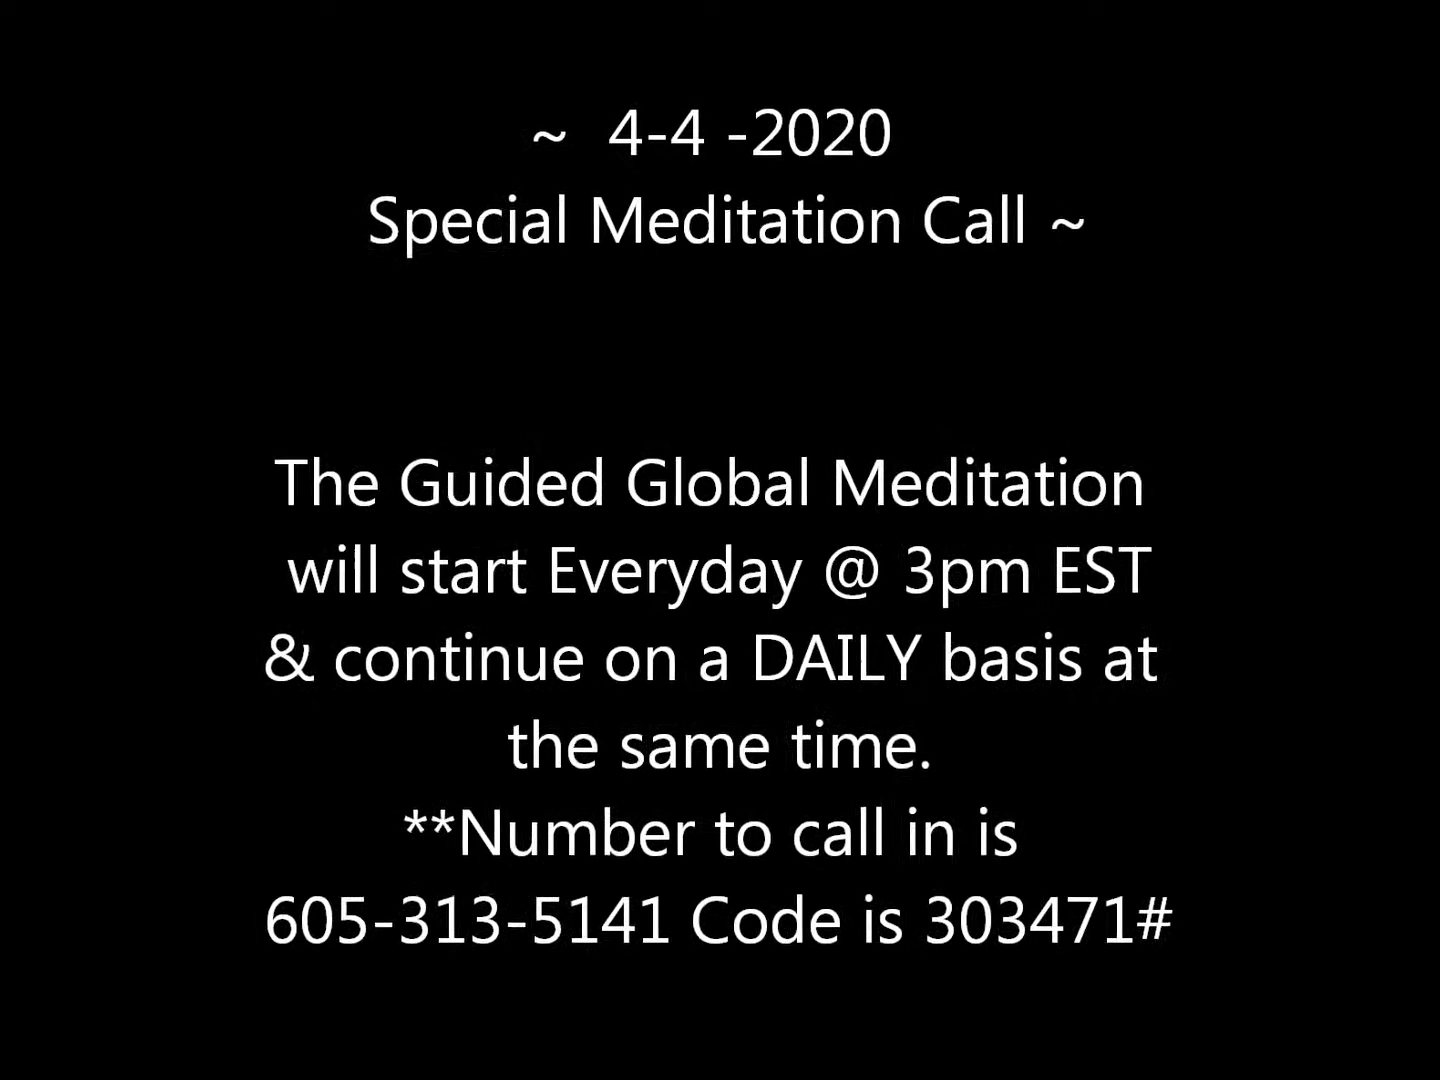 ~ 4-4 -2020
Special Meditation Call ~
The Guided Global Meditation
will start Everyday @ 3pm EST
& continue on a DAILY basis at
the same time.
**Number to call in is
605-313-5141 Code is 303471#